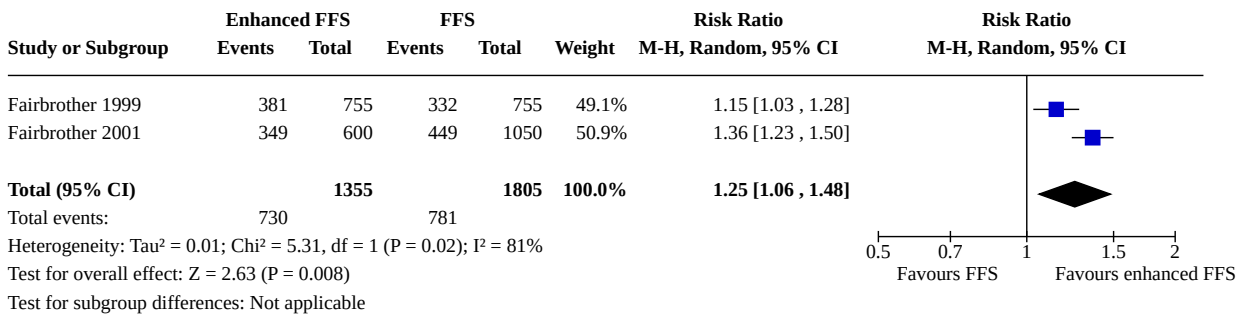 Enhanced FFS FFS Risk Ratio Risk Ratio
Study or Subgroup Events Total Events Total Weight M-H, Random, 95% CI M-H, Random, 95% CI
Fairbrother 1999 381 755 332 755 49.1% 1.15 [1.03 , 1.28]
Fairbrother 2001 349 600 449 1050 50.9% 1.36 [1.23 , 1.50]
Total (95% CI) 1355 1805 100.0% 1.25 [1.06 , 1.48]
Total events: 730 781
Heterogeneity: Tau² = 0.01; Chi² = 5.31, df = 1 (P = 0.02); I² = 81%
0.5 0.7 1 1.5 2
Test for overall effect: Z = 2.63 (P = 0.008) Favours FFS Favours enhanced FFS
Test for subgroup differences: Not applicable